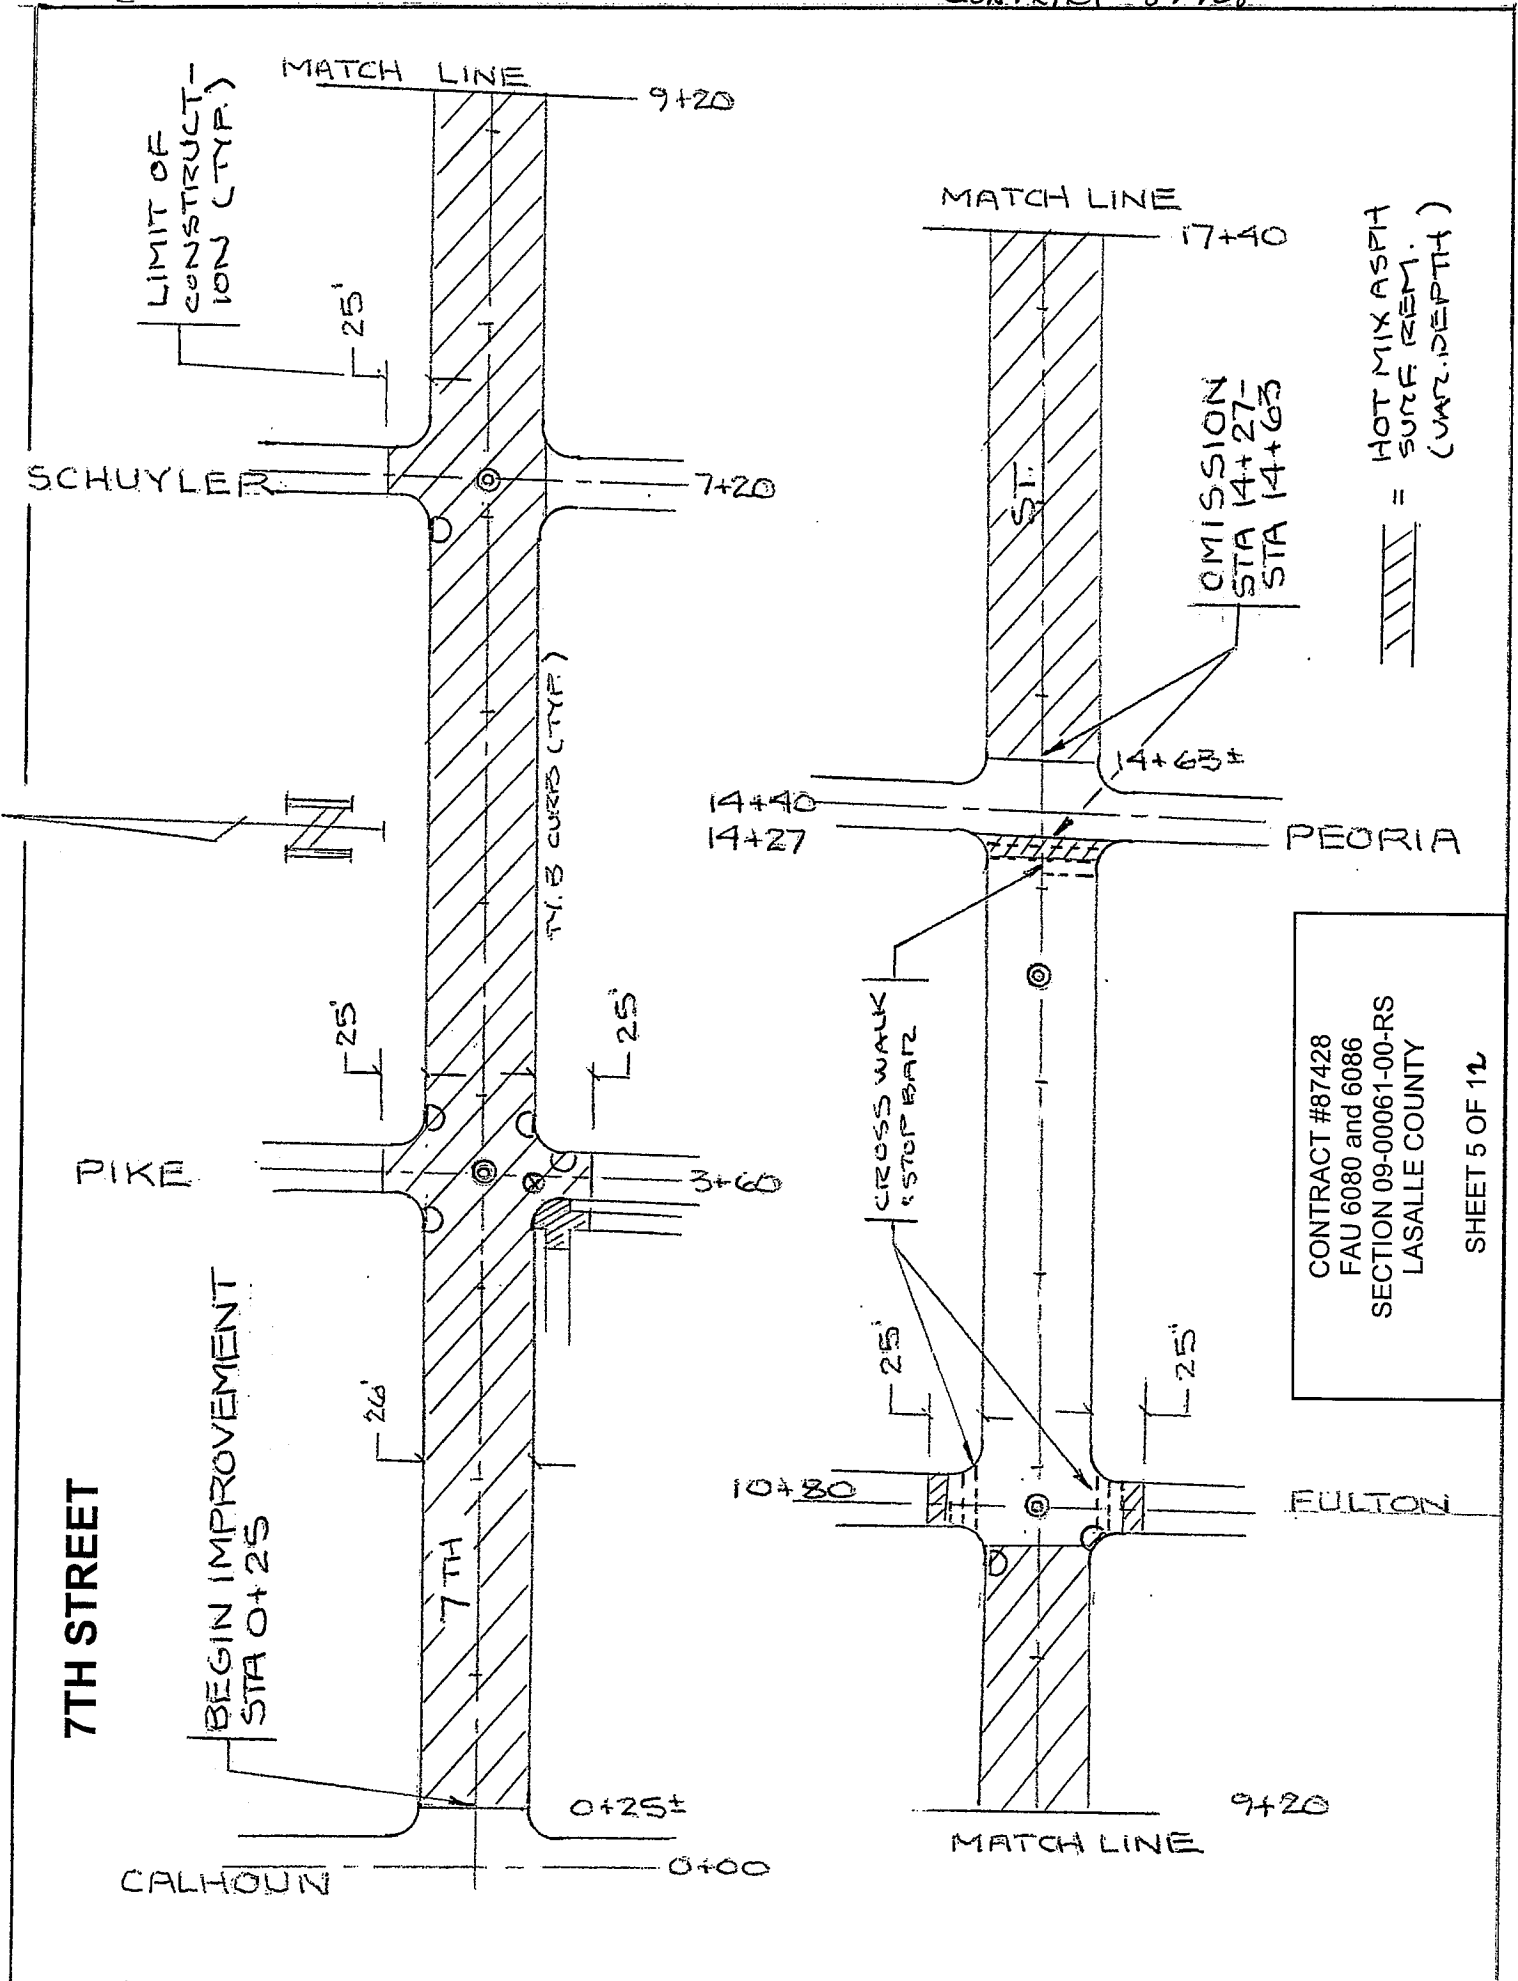 7TH STREET
MATCH LINE
9+20
LIMIT OF
CONSTRUCT-
ION (TYP.)
25'
SCHUYLER
7+20
TY. B CURB (TYP.)
25'
25'
PIKE
3+60
BEGIN IMPROVEMENT
STA 0+25
26'
7TH
0+25±
CALHOUN
0+00
MATCH LINE
17+40
ST.
OMISSION
STA 14+27-
STA 14+63
= HOT MIX ASPH
SURF. REM.
(VAR. DEPTH)
14+63±
14+40
14+27
PEORIA
CROSS WALK
& STOP BAR
25'
25'
10+80
FULTON
9+20
MATCH LINE
CONTRACT #87428
FAU 6080 and 6086
SECTION 09-00061-00-RS
LASALLE COUNTY
SHEET 5 OF 12